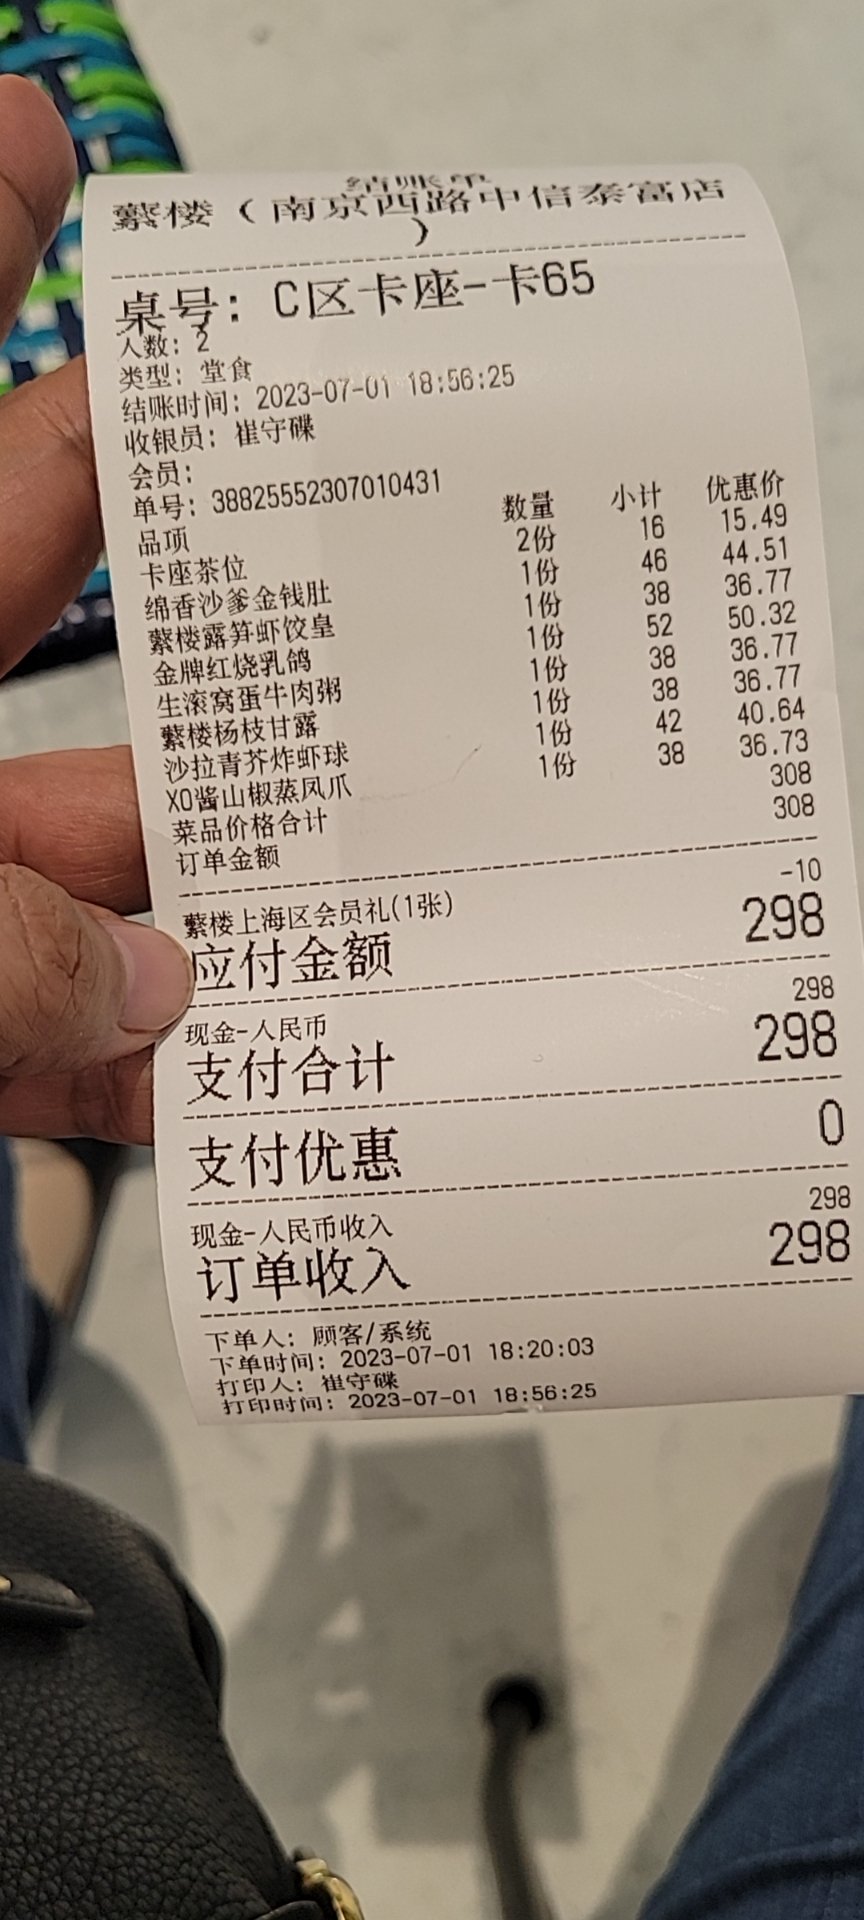 结账单
蘩楼（南京西路中信泰富店
）
桌号：C区卡座-卡65
人数：2
类型：堂食
结账时间：2023-07-01 18:56:25
收银员：崔守碟
会员：
单号：38825552307010431
品项 数量 小计 优惠价
卡座茶位 2份 16 15.49
绵香沙爹金钱肚 1份 46 44.51
蘩楼露笋虾饺皇 1份 38 36.77
金牌红烧乳鸽 1份 52 50.32
生滚窝蛋牛肉粥 1份 38 36.77
蘩楼杨枝甘露 1份 38 36.77
沙拉青芥炸虾球 1份 42 40.64
XO酱山椒蒸凤爪 1份 38 36.73
菜品价格合计 308
订单金额 308
蘩楼上海区会员礼(1张) -10
应付金额 298
现金-人民币 298
支付合计 298
支付优惠 0
现金-人民币收入 298
订单收入 298
下单人：顾客/系统
下单时间：2023-07-01 18:20:03
打印人：崔守碟
打印时间：2023-07-01 18:56:25